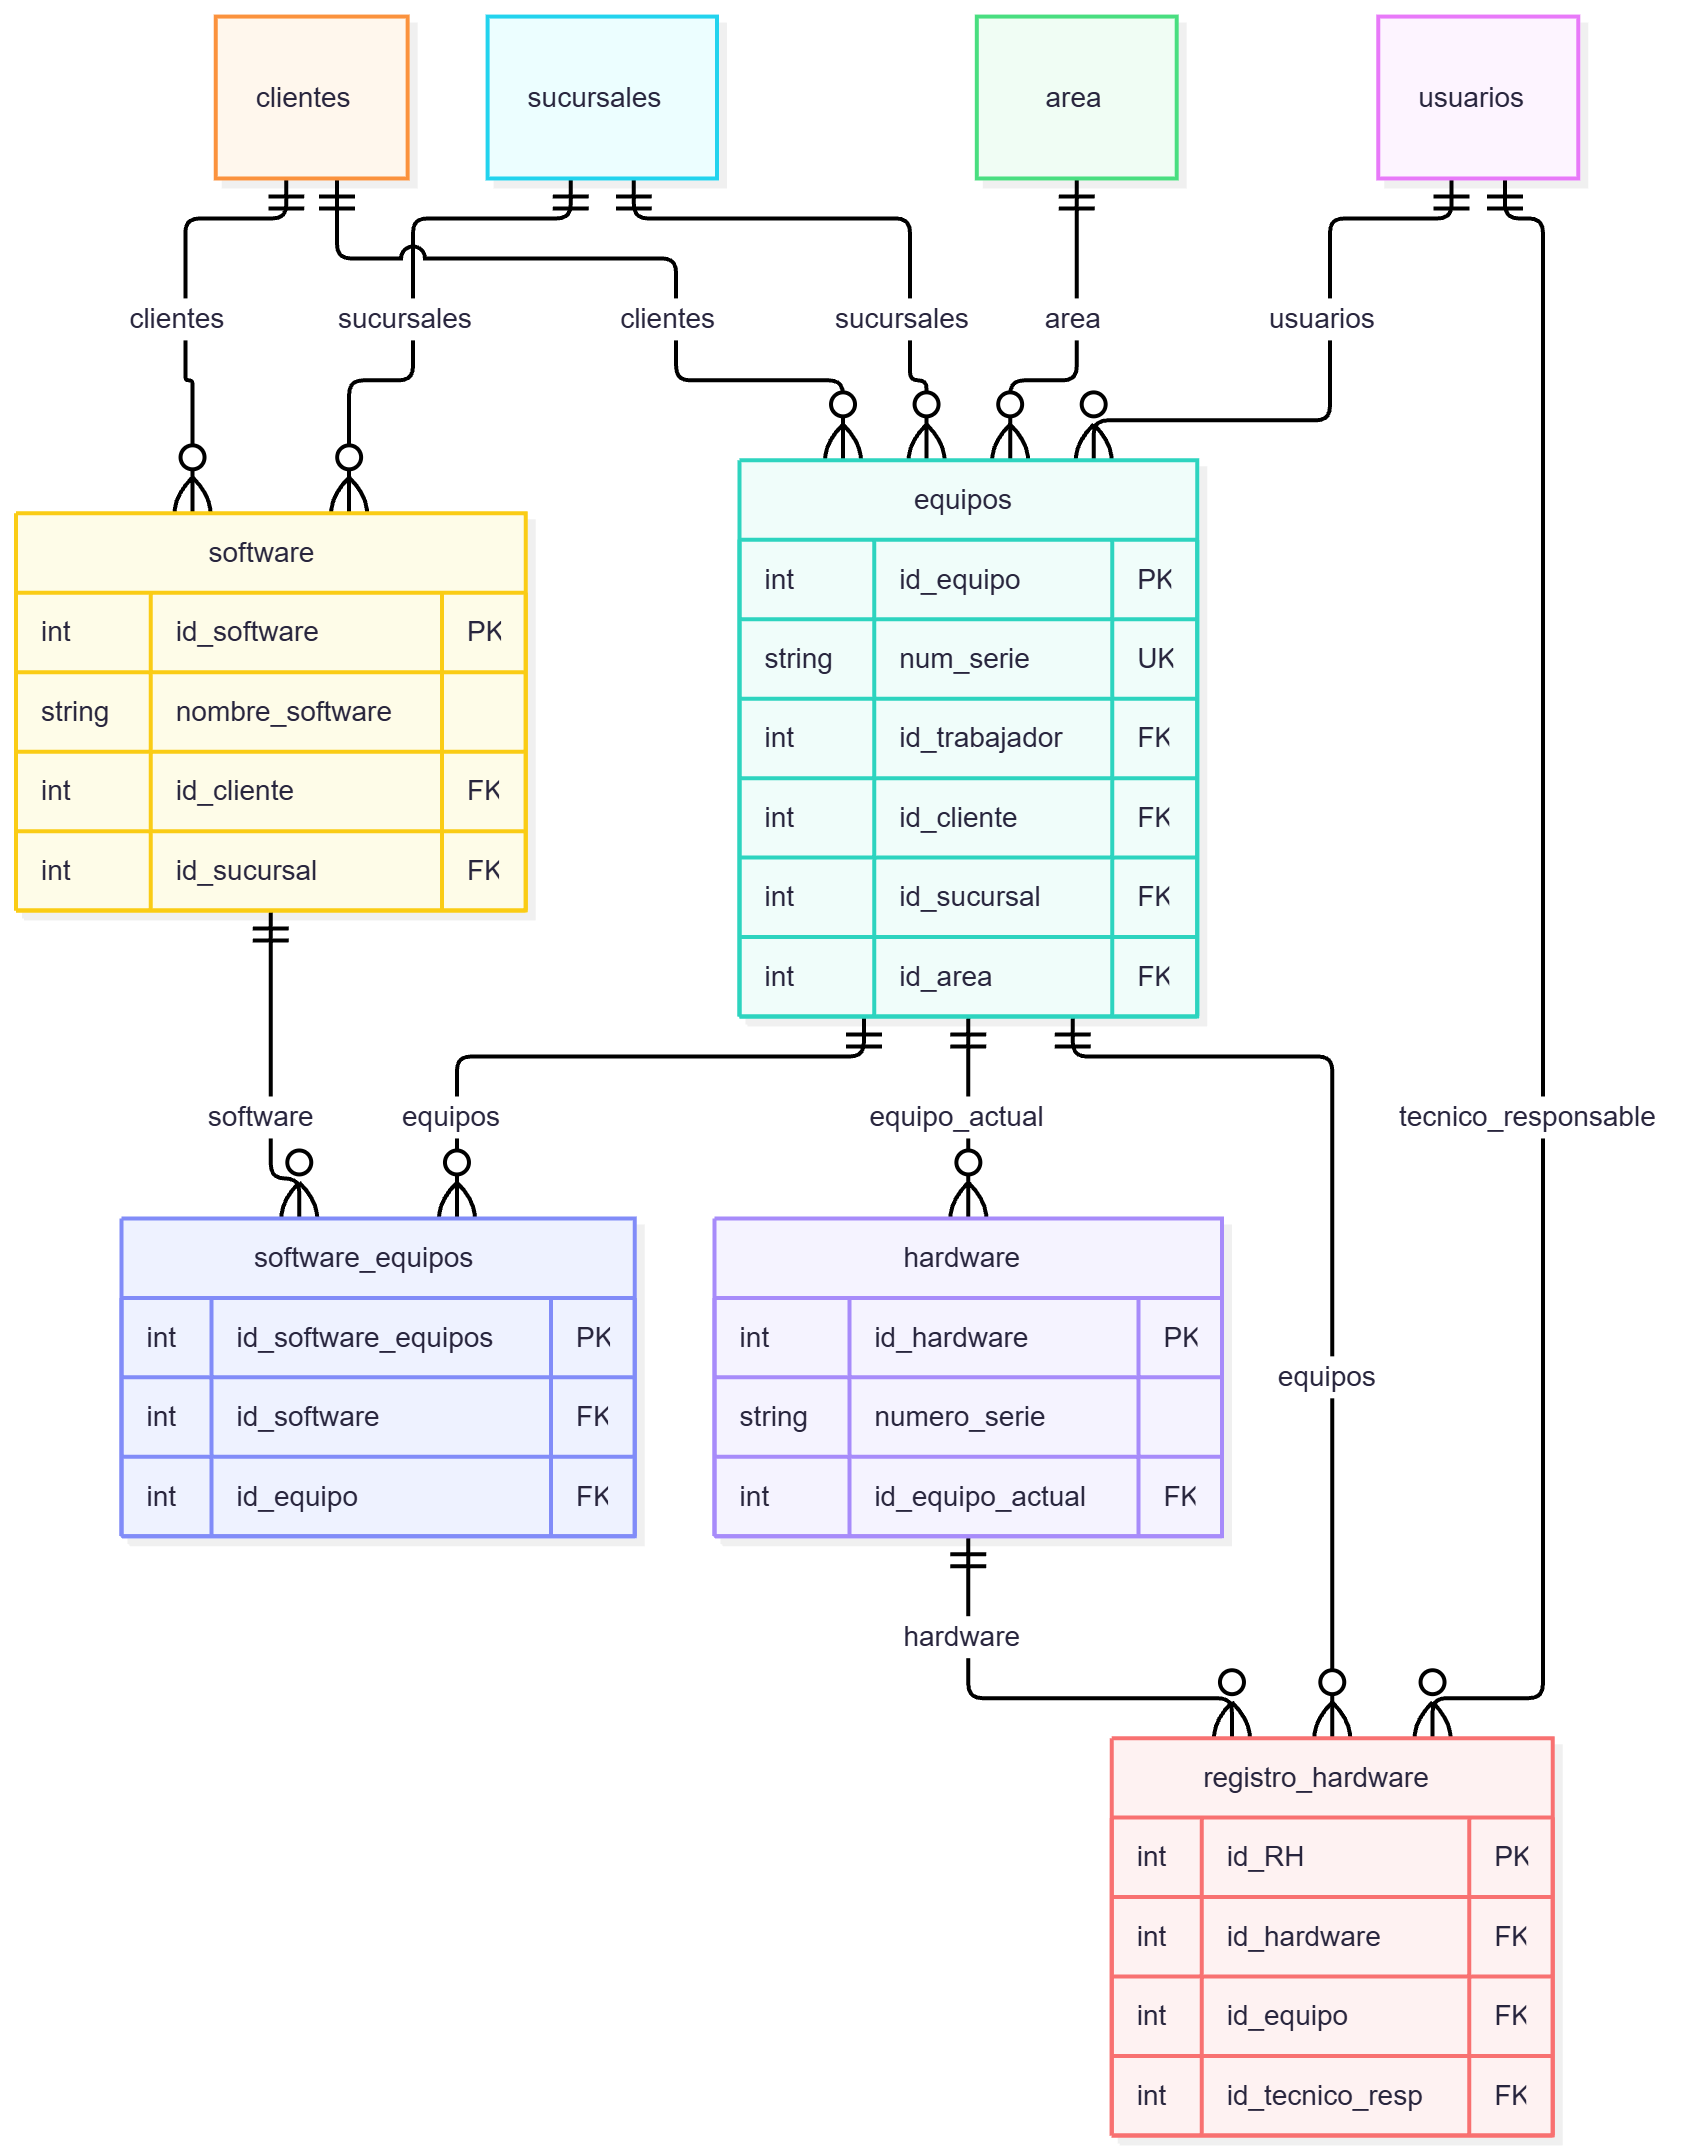 clientes
sucursales
area
usuarios
clientes
sucursales
clientes
sucursales
area
usuarios
equipos
int id_equipo PK
string num_serie UK
int id_trabajador FK
int id_cliente FK
int id_sucursal FK
int id_area FK
software
int id_software PK
string nombre_software
int id_cliente FK
int id_sucursal FK
software
equipos
equipo_actual
tecnico_responsable
software_equipos
int id_software_equipos PK
int id_software FK
int id_equipo FK
hardware
int id_hardware PK
string numero_serie
int id_equipo_actual FK
equipos
hardware
registro_hardware
int id_RH PK
int id_hardware FK
int id_equipo FK
int id_tecnico_resp FK